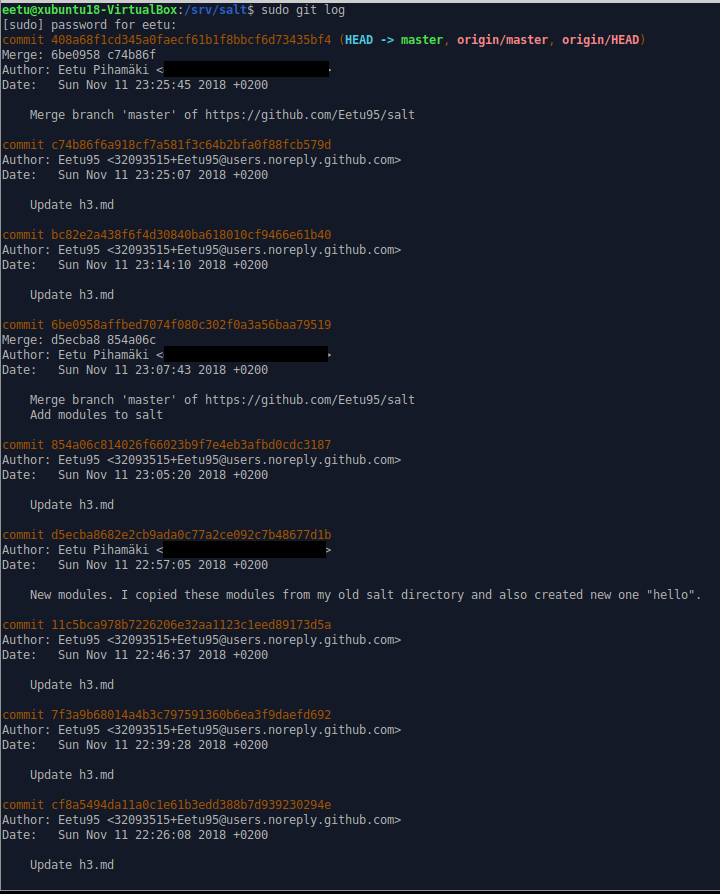 eetu@xubuntu18-VirtualBox:/srv/salt$ sudo git log
[sudo] password for eetu:
commit 408a68f1cd345a0faecf61b1f8bbcf6d73435bf4 (HEAD -> master, origin/master, origin/HEAD)
Merge: 6be0958 c74b86f
Author: Eetu Pihamäki < >
Date:   Sun Nov 11 23:25:45 2018 +0200
Merge branch 'master' of https://github.com/Eetu95/salt
commit c74b86f6a918cf7a581f3c64b2bfa0f88fcb579d
Author: Eetu95 <32093515+Eetu95@users.noreply.github.com>
Date:   Sun Nov 11 23:25:07 2018 +0200
Update h3.md
commit bc82e2a438f6f4d30840ba618010cf9466e61b40
Author: Eetu95 <32093515+Eetu95@users.noreply.github.com>
Date:   Sun Nov 11 23:14:10 2018 +0200
Update h3.md
commit 6be0958affbed7074f080c302f0a3a56baa79519
Merge: d5ecba8 854a06c
Author: Eetu Pihamäki < >
Date:   Sun Nov 11 23:07:43 2018 +0200
Merge branch 'master' of https://github.com/Eetu95/salt
Add modules to salt
commit 854a06c814026f66023b9f7e4eb3afbd0cdc3187
Author: Eetu95 <32093515+Eetu95@users.noreply.github.com>
Date:   Sun Nov 11 23:05:20 2018 +0200
Update h3.md
commit d5ecba8682e2cb9ada0c77a2ce092c7b48677d1b
Author: Eetu Pihamäki < >
Date:   Sun Nov 11 22:57:05 2018 +0200
New modules. I copied these modules from my old salt directory and also created new one "hello".
commit 11c5bca978b7226206e32aa1123c1eed89173d5a
Author: Eetu95 <32093515+Eetu95@users.noreply.github.com>
Date:   Sun Nov 11 22:46:37 2018 +0200
Update h3.md
commit 7f3a9b68014a4b3c797591360b6ea3f9daefd692
Author: Eetu95 <32093515+Eetu95@users.noreply.github.com>
Date:   Sun Nov 11 22:39:28 2018 +0200
Update h3.md
commit cf8a5494da11a0c1e61b3edd388b7d939230294e
Author: Eetu95 <32093515+Eetu95@users.noreply.github.com>
Date:   Sun Nov 11 22:26:08 2018 +0200
Update h3.md